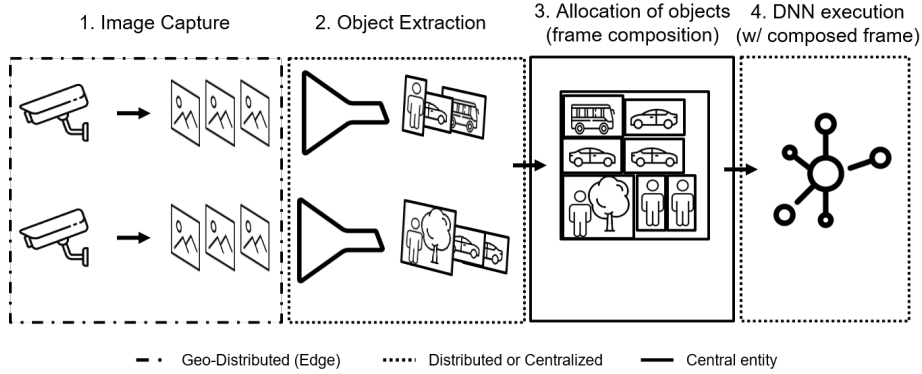 1. Image Capture
2. Object Extraction
3. Allocation of objects
(frame composition)
4. DNN execution
(w/ composed frame)
Geo-Distributed (Edge)
Distributed or Centralized
Central entity